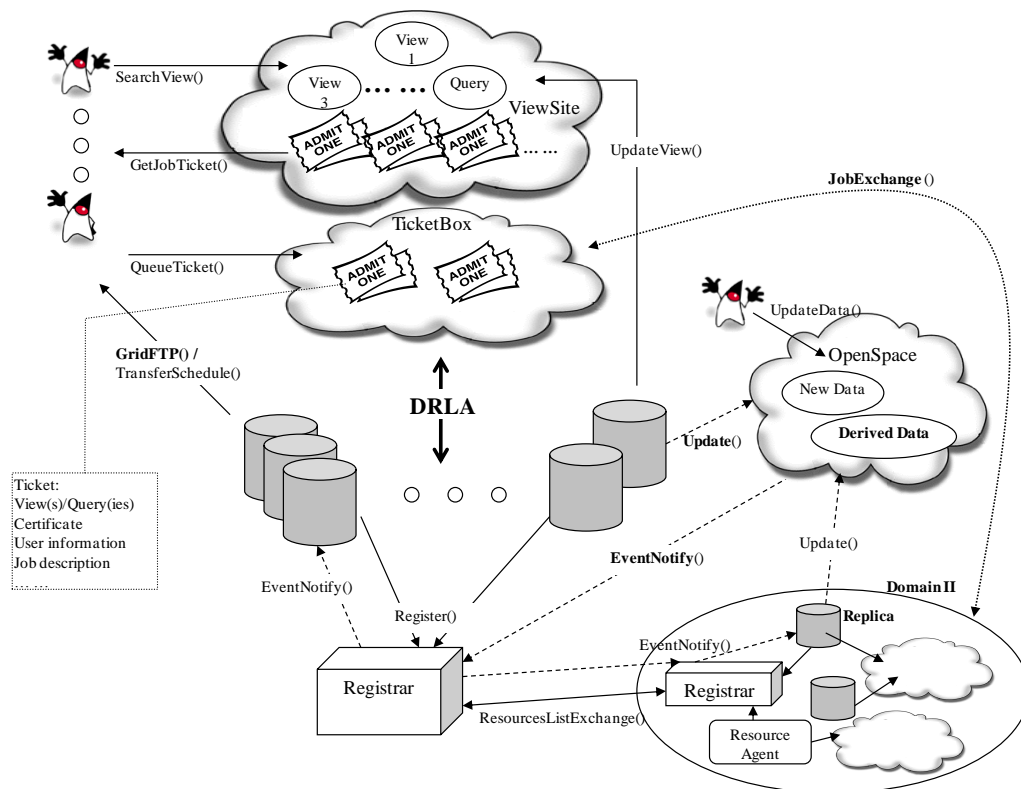 View
1
SearchView()
View
3
... ...
Query
ViewSite
ADMIT
ONE
ADMIT
ONE
ADMIT
ONE
... ...
GetJobTicket()
UpdateView()
JobExchange ()
TicketBox
ADMIT
ONE
ADMIT
ONE
QueueTicket()
UpdateData()
OpenSpace
New Data
Derived Data
GridFTP() /
TransferSchedule()
DRLA
Update()
Ticket:
View(s)/Query(ies)
Certificate
User information
Job description
... ...
EventNotify()
EventNotify()
Update()
Register()
Domain II
Replica
EventNotify()
Registrar
Registrar
ResourcesListExchange()
Resource
Agent